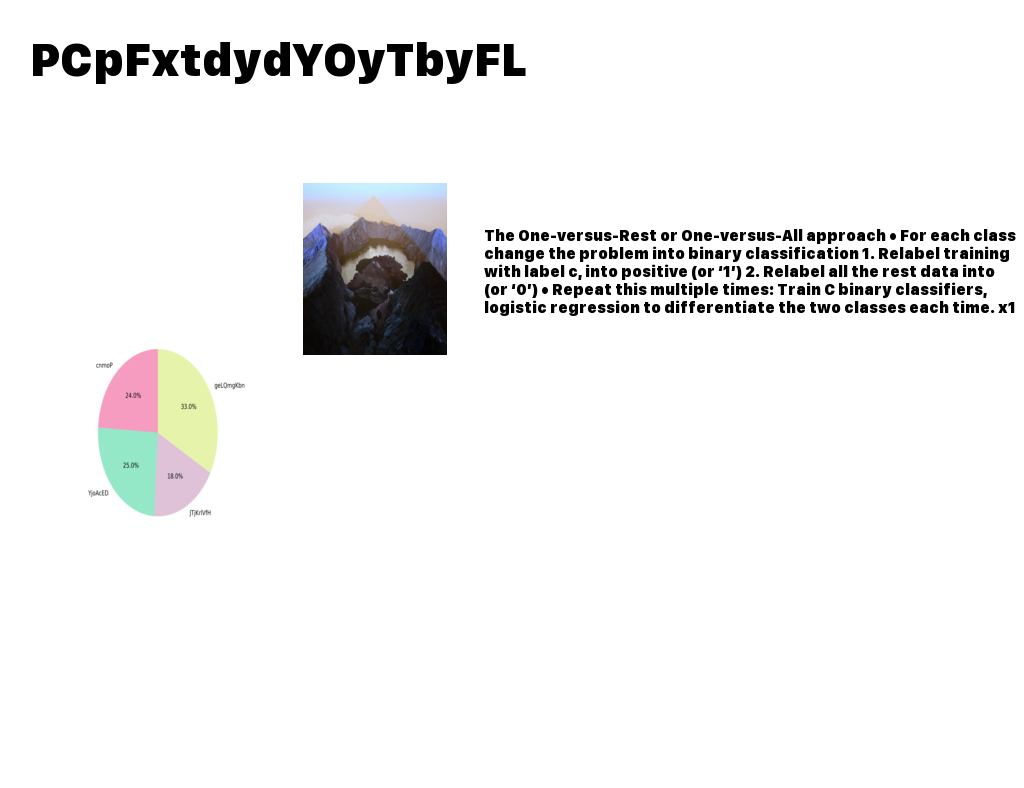 PCpFxtdydYOyTbyFL
The One-versus-Rest or One-versus-All approach • For each class
change the problem into binary classification 1. Relabel training
with label c, into positive (or ‘1’) 2. Relabel all the rest data into
(or ‘0’) • Repeat this multiple times: Train C binary classifiers,
logistic regression to differentiate the two classes each time. x1
cnmoP
geLQmgKbn
24.0%
33.0%
25.0%
18.0%
YjoAcED